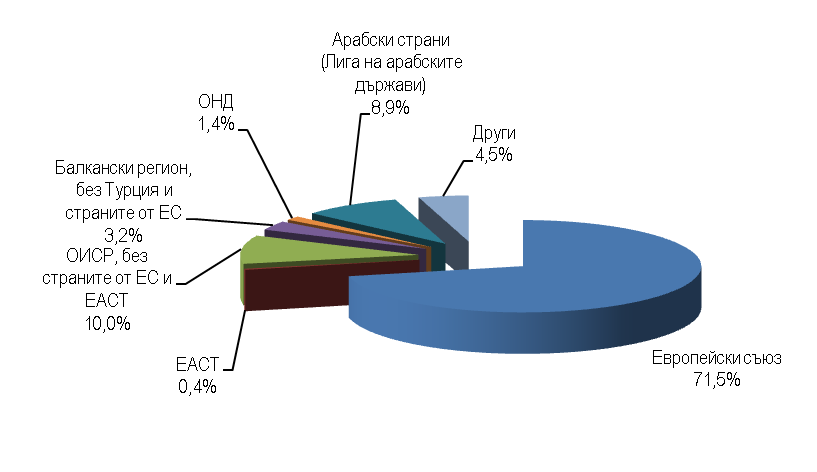 Арабски страни
(Лига на арабските
държави)
8,9%
ОНД
1,4%
Други
4,5%
Балкански регион,
без Турция и
страните от ЕС
3,2%
ОИСР, без
страните от ЕС и
ЕАСТ
10,0%
ЕАСТ
0,4%
Европейски съюз
71,5%